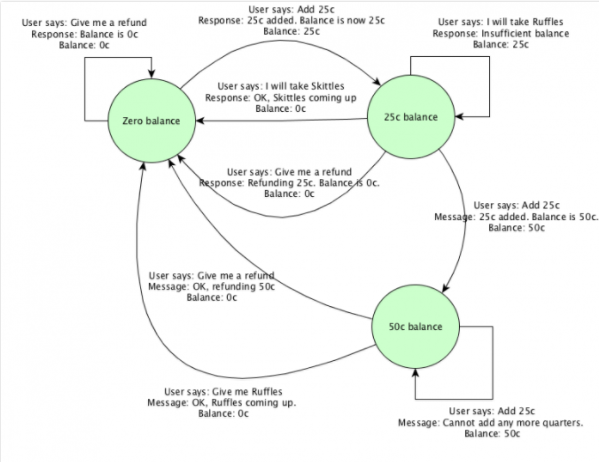 User says: Give me a refund
Response: Balance is 0c
Balance: 0c
User says: Add 25c
Response: 25c added. Balance is now 25c
Balance: 25c
User says: I will take Ruffles
Response: Insufficient balance
Balance: 25c
User says: I will take Skittles
Response: OK, Skittles coming up
Balance: 0c
Zero balance
25c balance
User says: Give me a refund
Response: Refunding 25c. Balance is 0c.
Balance: 0c
User says: Add 25c
Message: 25c added. Balance is 50c.
Balance: 50c
User says: Give me a refund
Message: OK, refunding 50c
Balance: 0c
50c balance
User says: Give me Ruffles
Message: OK, Ruffles coming up.
Balance: 0c
User says: Add 25c
Message: Cannot add any more quarters.
Balance: 50c